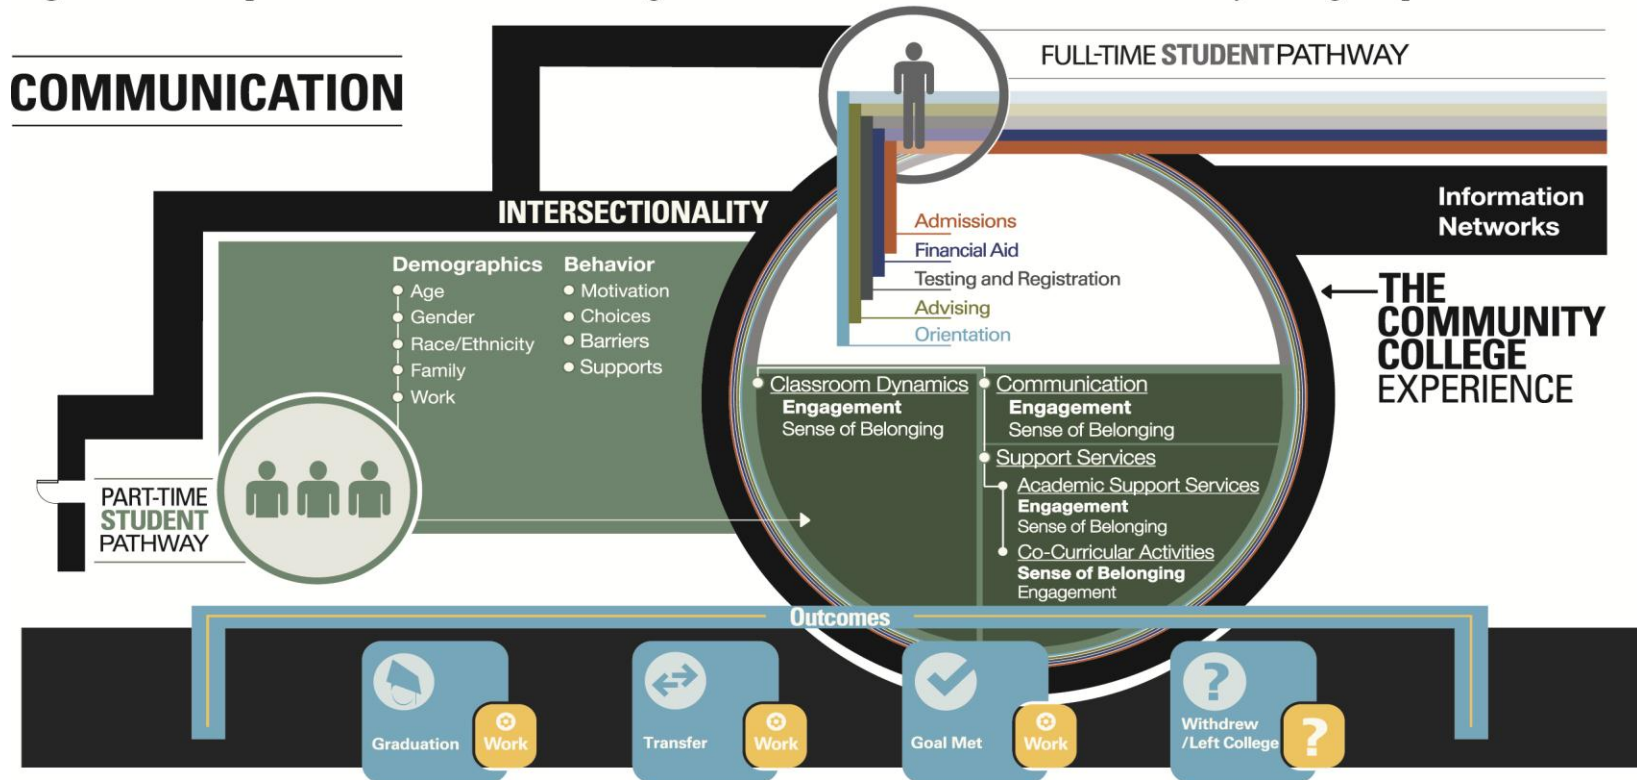 COMMUNICATION
FULL-TIME STUDENT PATHWAY
INTERSECTIONALITY
Information
Networks
Demographics
Age
Gender
Race/Ethnicity
Family
Work
Behavior
Motivation
Choices
Barriers
Supports
Admissions
Financial Aid
Testing and Registration
Advising
Orientation
THE
COMMUNITY
COLLEGE
EXPERIENCE
Classroom Dynamics
Engagement
Sense of Belonging
Communication
Engagement
Sense of Belonging
Support Services
Academic Support Services
Engagement
Sense of Belonging
Co-Curricular Activities
Sense of Belonging
Engagement
PART-TIME
STUDENT
PATHWAY
Outcomes
Graduation
Work
Transfer
Work
Goal Met
Work
?
Withdrew
/Left College
?